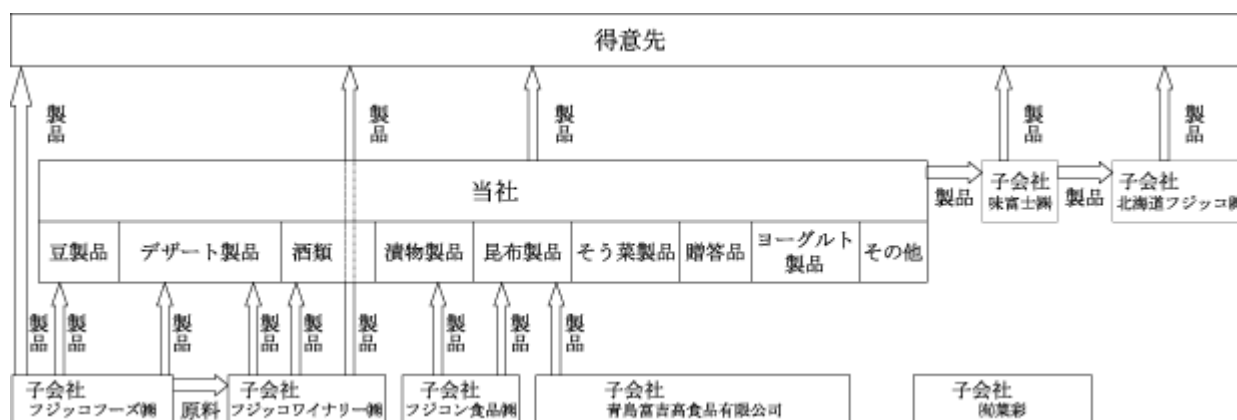 得意先
製品
製品
製品
製品
製品
当社
製品
子会社
味富士㈱
製品
子会社
北海道フジッコ㈱
豆製品
デザート製品
酒類
漬物製品
昆布製品
そう菜製品
贈答品
ヨーグルト
製品
その他
製品
製品
製品
製品
製品
製品
製品
製品
製品
子会社
フジッコフーズ㈱
原料
子会社
フジッコワイナリー㈱
子会社
フジコン食品㈱
子会社
青島富吉高食品有限公司
子会社
㈲菜彩